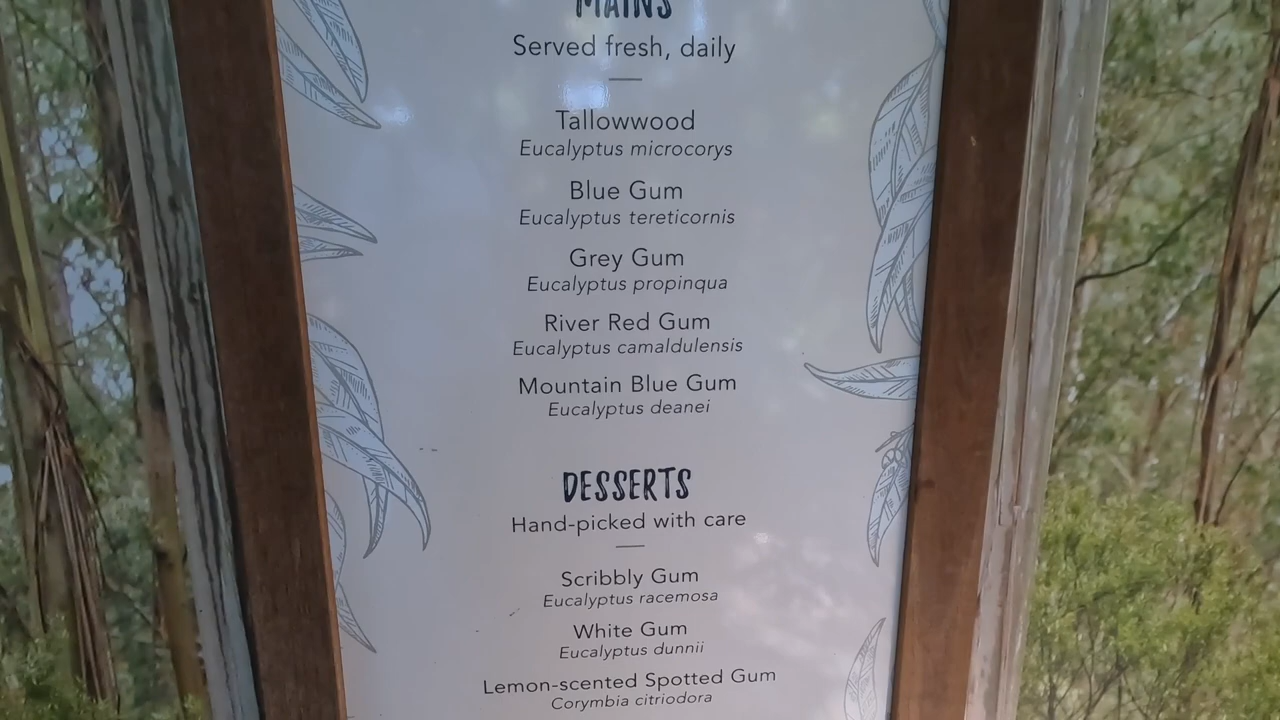 MAINS
Served fresh, daily
Tallowwood
Eucalyptus microcorys
Blue Gum
Eucalyptus tereticornis
Grey Gum
Eucalyptus propinqua
River Red Gum
Eucalyptus camaldulensis
Mountain Blue Gum
Eucalyptus deanei
DESSERTS
Hand-picked with care
Scribbly Gum
Eucalyptus racemosa
White Gum
Eucalyptus dunnii
Lemon-scented Spotted Gum
Corymbia citriodora